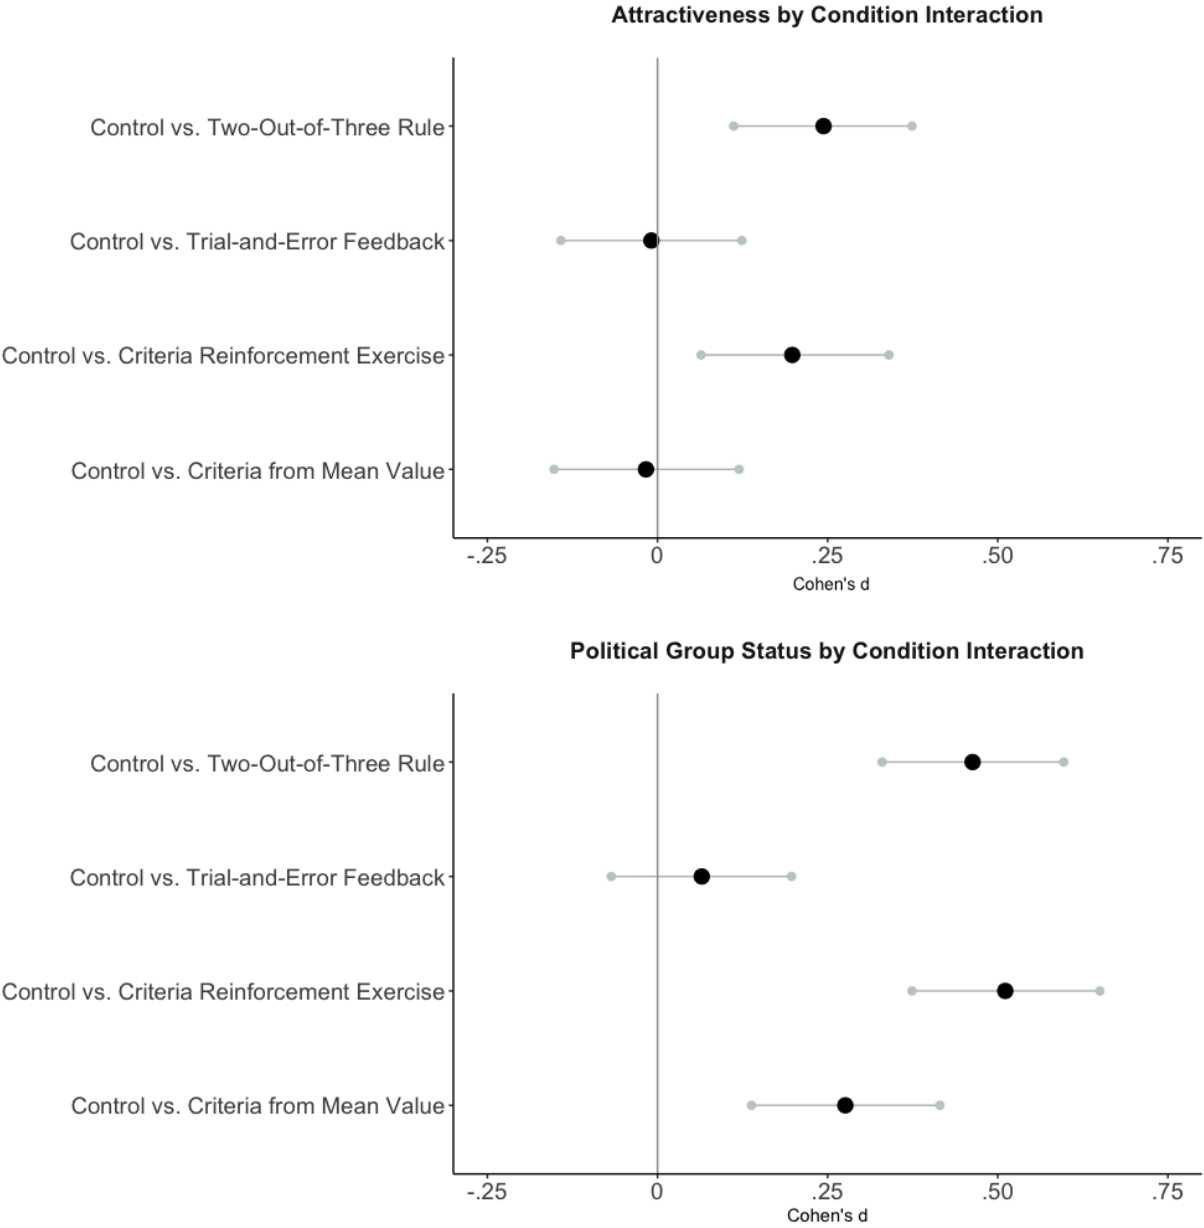 Attractiveness by Condition Interaction
Control vs. Two-Out-of-Three Rule
Control vs. Trial-and-Error Feedback
Control vs. Criteria Reinforcement Exercise
Control vs. Criteria from Mean Value
-.25 0 .25 .50 .75
Cohen's d
Political Group Status by Condition Interaction
Control vs. Two-Out-of-Three Rule
Control vs. Trial-and-Error Feedback
Control vs. Criteria Reinforcement Exercise
Control vs. Criteria from Mean Value
-.25 0 .25 .50 .75
Cohen's d